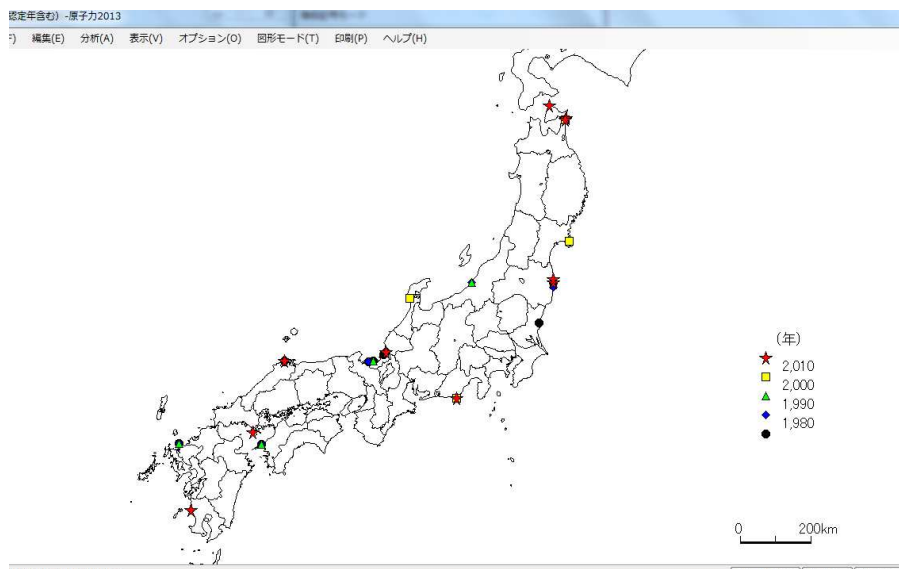 認定年含む）-原子力2013
F) 編集(E) 分析(A) 表示(V) オプション(O) 図形モード(T) 印刷(P) ヘルプ(H)
（年）
2,010
2,000
1,990
1,980
0 200km